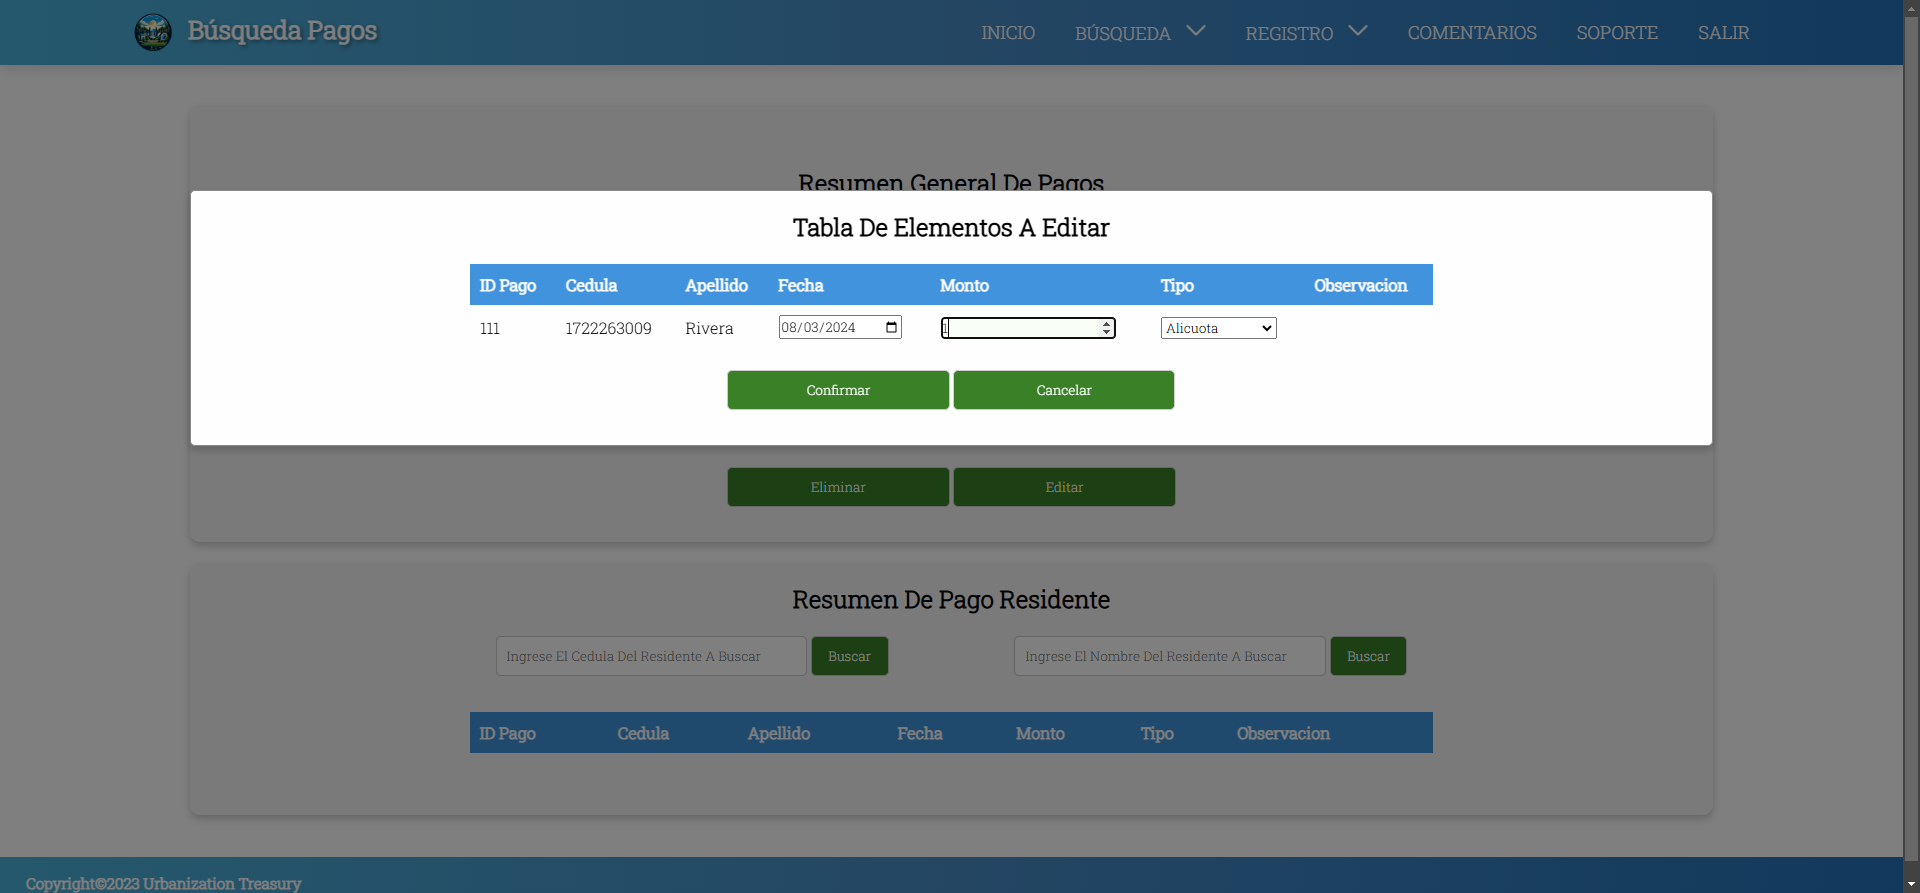 Búsqueda Pagos
INICIO BÚSQUEDA REGISTRO COMENTARIOS SOPORTE SALIR
Resumen General De Pagos
Tabla De Elementos A Editar
ID Pago Cedula Apellido Fecha Monto Tipo Observacion
111 1722263009 Rivera 08/03/2024 1 Alicuota
Confirmar Cancelar
Eliminar Editar
Resumen De Pago Residente
Ingrese El Cedula Del Residente A Buscar Buscar Ingrese El Nombre Del Residente A Buscar Buscar
ID Pago Cedula Apellido Fecha Monto Tipo Observacion
Copyright©2023 Urbanization Treasury